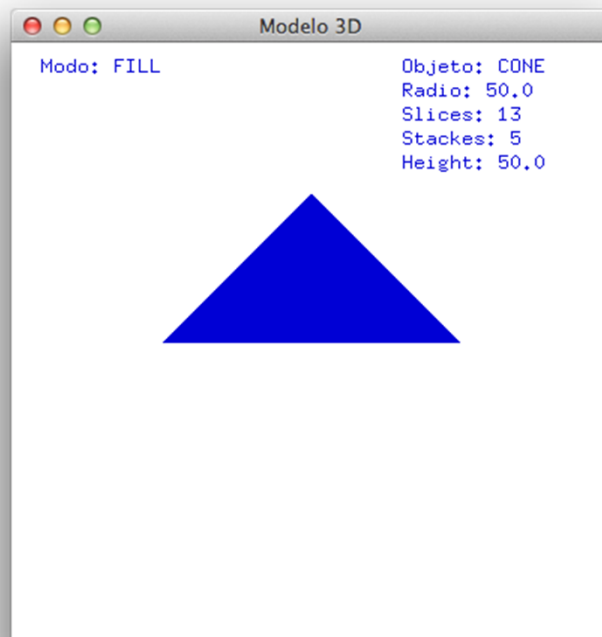 Modelo 3D
Modo: FILL
Objeto: CONE
Radio: 50.0
Slices: 13
Stackes: 5
Height: 50.0